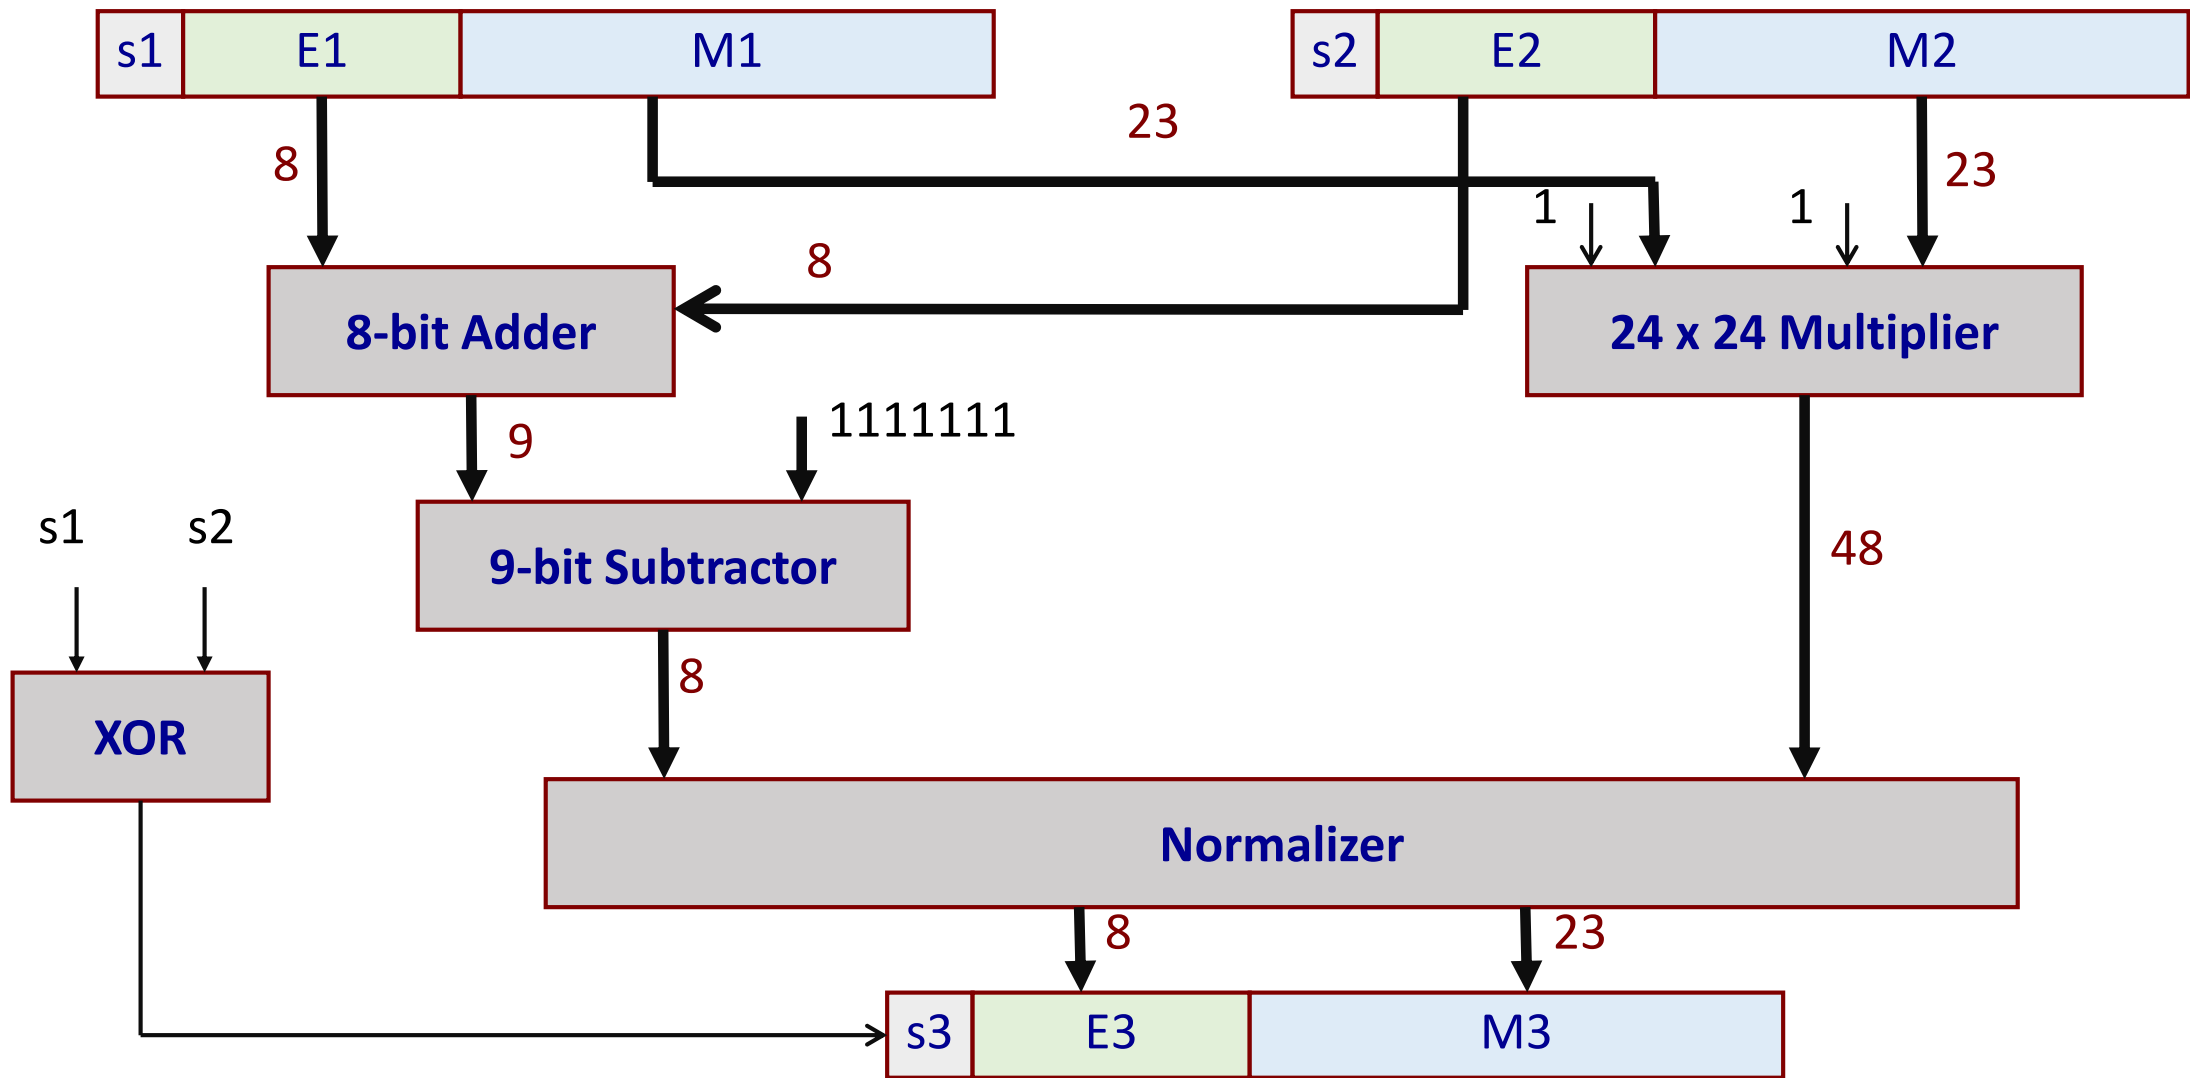 s1 E1 M1 s2 E2 M2
23
8 23
1 1
8
8-bit Adder 24 x 24 Multiplier
1111111
9
s1 s2
48
9-bit Subtractor
8
XOR
Normalizer
8 23
s3 E3 M3